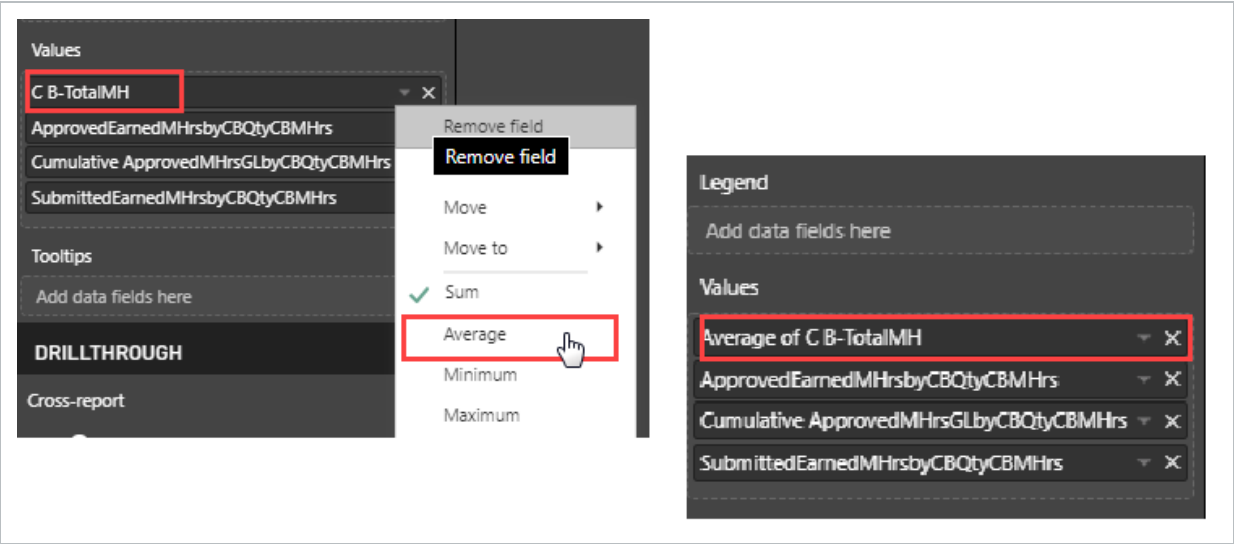 Values
C B-TotalMH
ApprovedEarnedMHrsbyCBQtyCBMHrs
Cumulative ApprovedMHrsGLbyCBQtyCBMHrs
SubmittedEarnedMHrsbyCBQtyCBMHrs
Tooltips
Add data fields here
DRILLTHROUGH
Cross-report
Remove field
Remove field
Move
Move to
Sum
Average
Minimum
Maximum
Legend
Add data fields here
Values
Average of C B-TotalMH
ApprovedEarnedMHrsbyCBQtyCBMHrs
Cumulative ApprovedMHrsGLbyCBQtyCBMHrs
SubmittedEarnedMHrsbyCBQtyCBMHrs